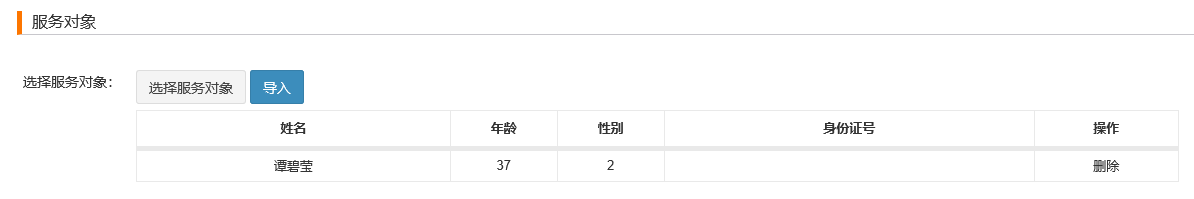 服务对象
选择服务对象： 选择服务对象 导入
姓名 年龄 性别 身份证号 操作
谭碧莹 37 2 删除